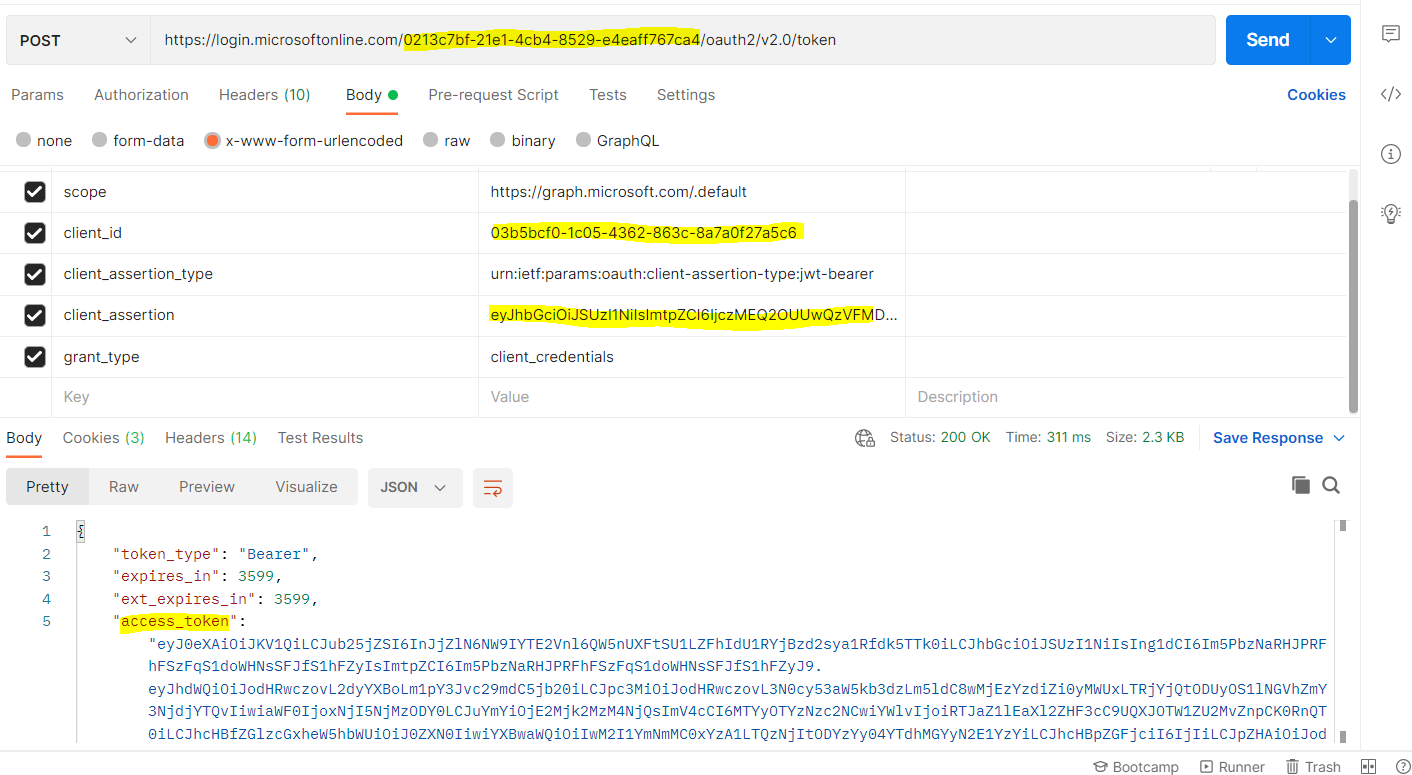 POST https://login.microsoftonline.com/0213c7bf-21e1-4cb4-8529-e4eaff767ca4/oauth2/v2.0/token Send
Params Authorization Headers (10) Body Pre-request Script Tests Settings Cookies
none form-data x-www-form-urlencoded raw binary GraphQL
scope https://graph.microsoft.com/.default
client_id 03b5bcf0-1c05-4362-863c-8a7a0f27a5c6
client_assertion_type urn:ietf:params:oauth:client-assertion-type:jwt-bearer
client_assertion eyJhbGciOiJSUzI1NiIsImtpZCI6IjczMEQ2OUUwQzVFMD...
grant_type client_credentials
Key Value Description
Body Cookies (3) Headers (14) Test Results Status: 200 OK Time: 311 ms Size: 2.3 KB Save Response
Pretty Raw Preview Visualize JSON
1 {
2 "token_type": "Bearer",
3 "expires_in": 3599,
4 "ext_expires_in": 3599,
5 "access_token":
"eyJ0eXAiOiJKV1QiLCJub25jZSI6InJjZlN6NW9IYTE2Vnl6QW5nUXFtSU1LZFhIdU1RYjBzd2sya1Rfdk5TTk0iLCJhbGciOiJSUzI1NiIsIng1dCI6Im5PbzNaRHJPRF
hFSzFqS1doWHNsSFJfS1hFZyIsImtpZCI6Im5PbzNaRHJPRFhFSzFqS1doWHNsSFJfS1hFZyJ9.
eyJhdWQiOiJodHRwczovL2dyYXBoLm1pY3Jvc29mdC5jb20iLCJpc3MiOiJodHRwczovL3N0cy53aW5kb3dzLm5ldC8wMjEzYzdiZi0yMWUxLTRjYjQtODUyOS1lNGVhZmY
3NjdjYTQvIiwiaWF0IjoxNjI5NjMzODY0LCJuYmYiOjE2Mjk2MzM4NjQsImV4cCI6MTYyOTYzNzc2NCwiYWlvIjoiRTJaZ1lEaXl2ZHF3cC9UQXJOTW1ZU2MvZnpCK0RnQT
0iLCJhcHBfZGlzcGxheW5hbWUiOiJ0ZXN0IiwiYXBwaWQiOiIwM2I1YmNmMC0xYzA1LTQzNjItODYzYy04YTdhMGYyN2E1YzYiLCJhcHBpZGFjciI6IjIiLCJpZHAiOiJod
Bootcamp Runner Trash